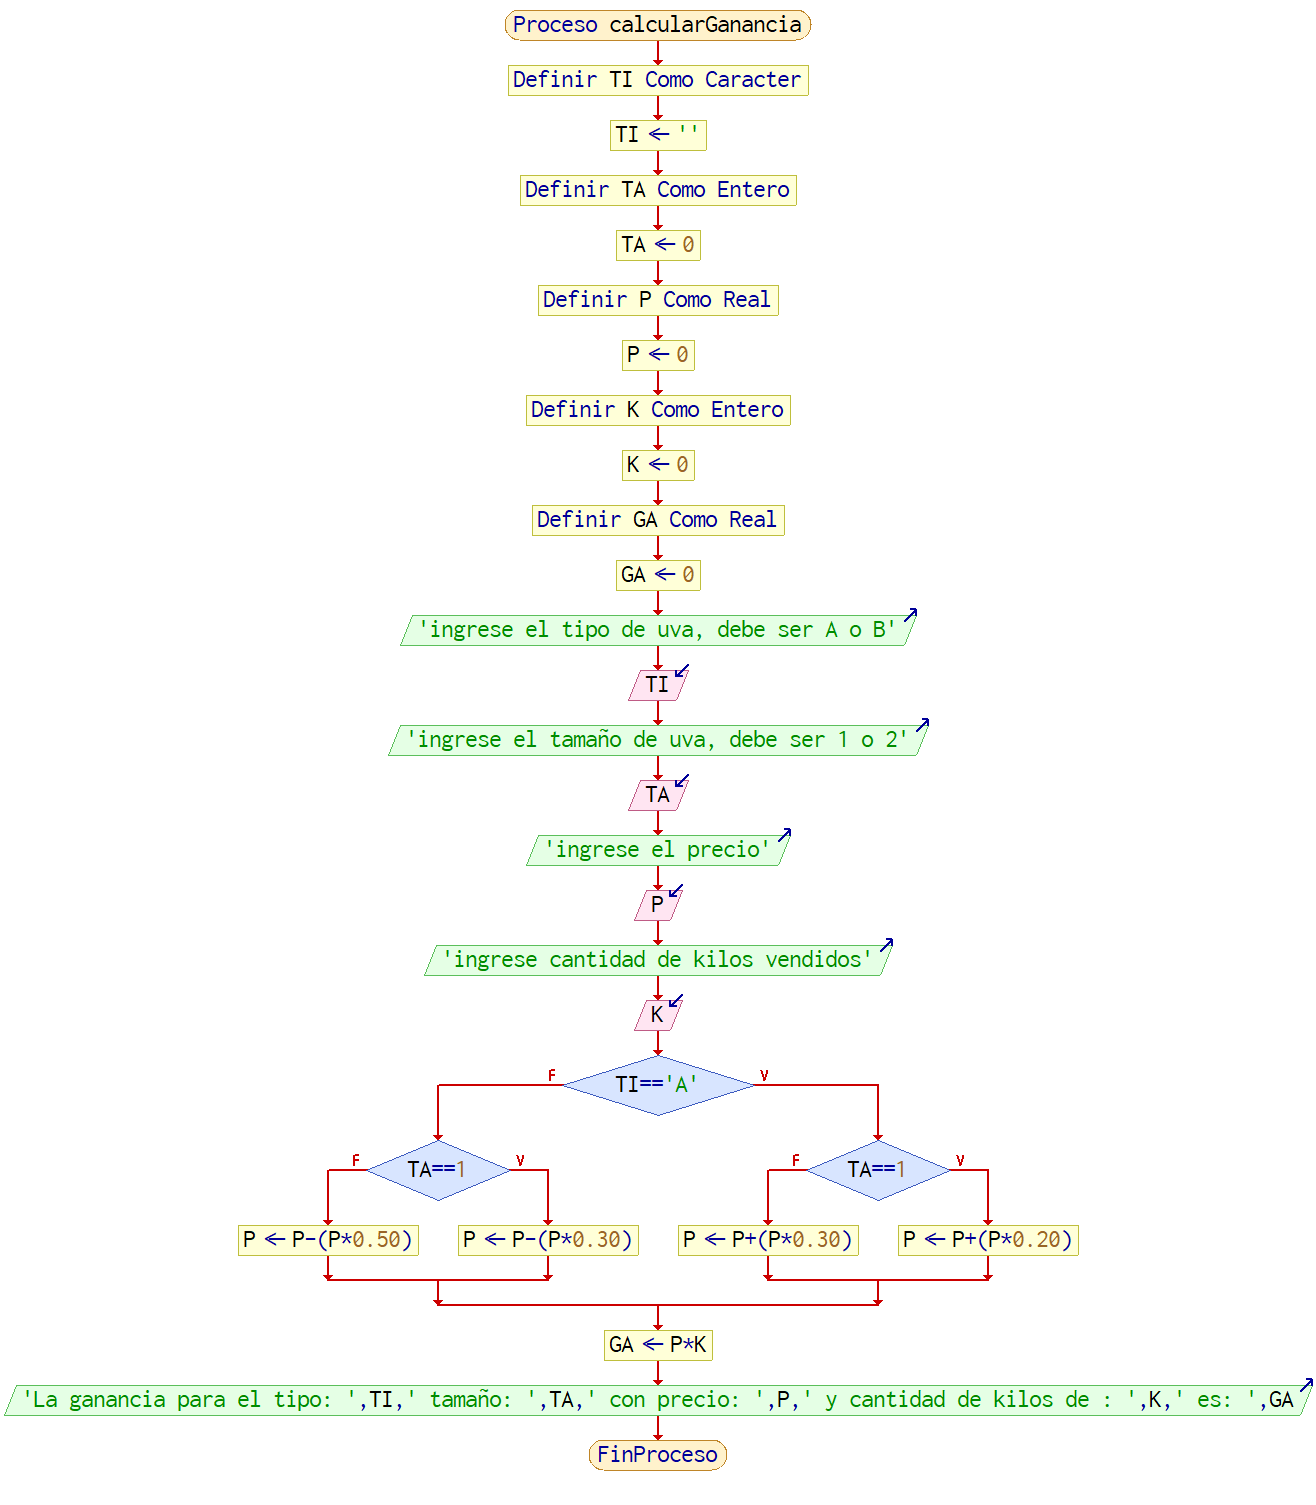 Proceso calcularGanancia
Definir TI Como Caracter
TI ← ''
Definir TA Como Entero
TA ← 0
Definir P Como Real
P ← 0
Definir K Como Entero
K ← 0
Definir GA Como Real
GA ← 0
'ingrese el tipo de uva, debe ser A o B'
TI
'ingrese el tamaño de uva, debe ser 1 o 2'
TA
'ingrese el precio'
P
'ingrese cantidad de kilos vendidos'
K
F TI=='A' V
F TA==1 V F TA==1 V
P ← P-(P*0.50) P ← P-(P*0.30) P ← P+(P*0.30) P ← P+(P*0.20)
GA ← P*K
'La ganancia para el tipo: ',TI,' tamaño: ',TA,' con precio: ',P,' y cantidad de kilos de : ',K,' es: ',GA
FinProceso